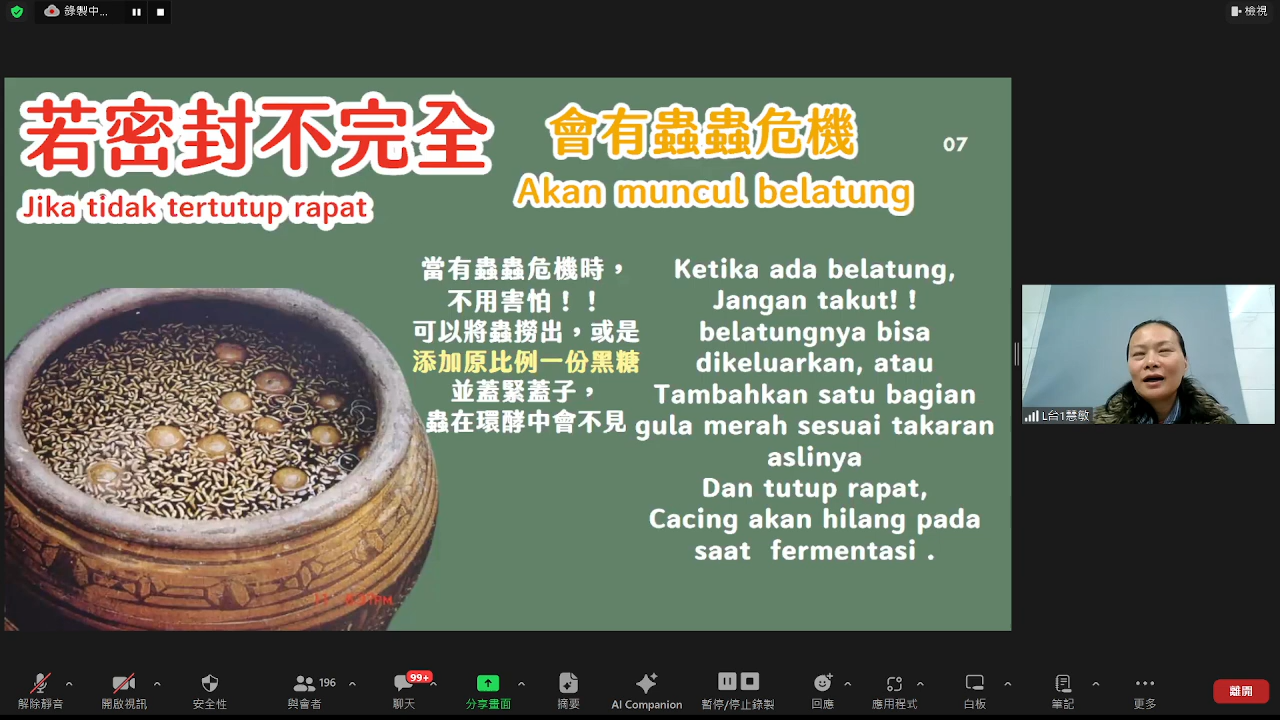 錄製中...
檢視
若密封不完全
Jika tidak tertutup rapat
會有蟲蟲危機
Akan muncul belatung
07
當有蟲蟲危機時，
不用害怕！！
可以將蟲撈出，或是
添加原比例一份黑糖
並蓋緊蓋子，
蟲在環酵中會不見
Ketika ada belatung,
Jangan takut! !
belatungnya bisa
dikeluarkan, atau
Tambahkan satu bagian
gula merah sesuai takaran
aslinya
Dan tutup rapat,
Cacing akan hilang pada
saat fermentasi .
L台1慧敏
解除靜音
開啟視訊
安全性
196
與會者
99+
聊天
分享畫面
摘要
AI Companion
暫停/停止錄製
回應
應用程式
白板
筆記
更多
離開